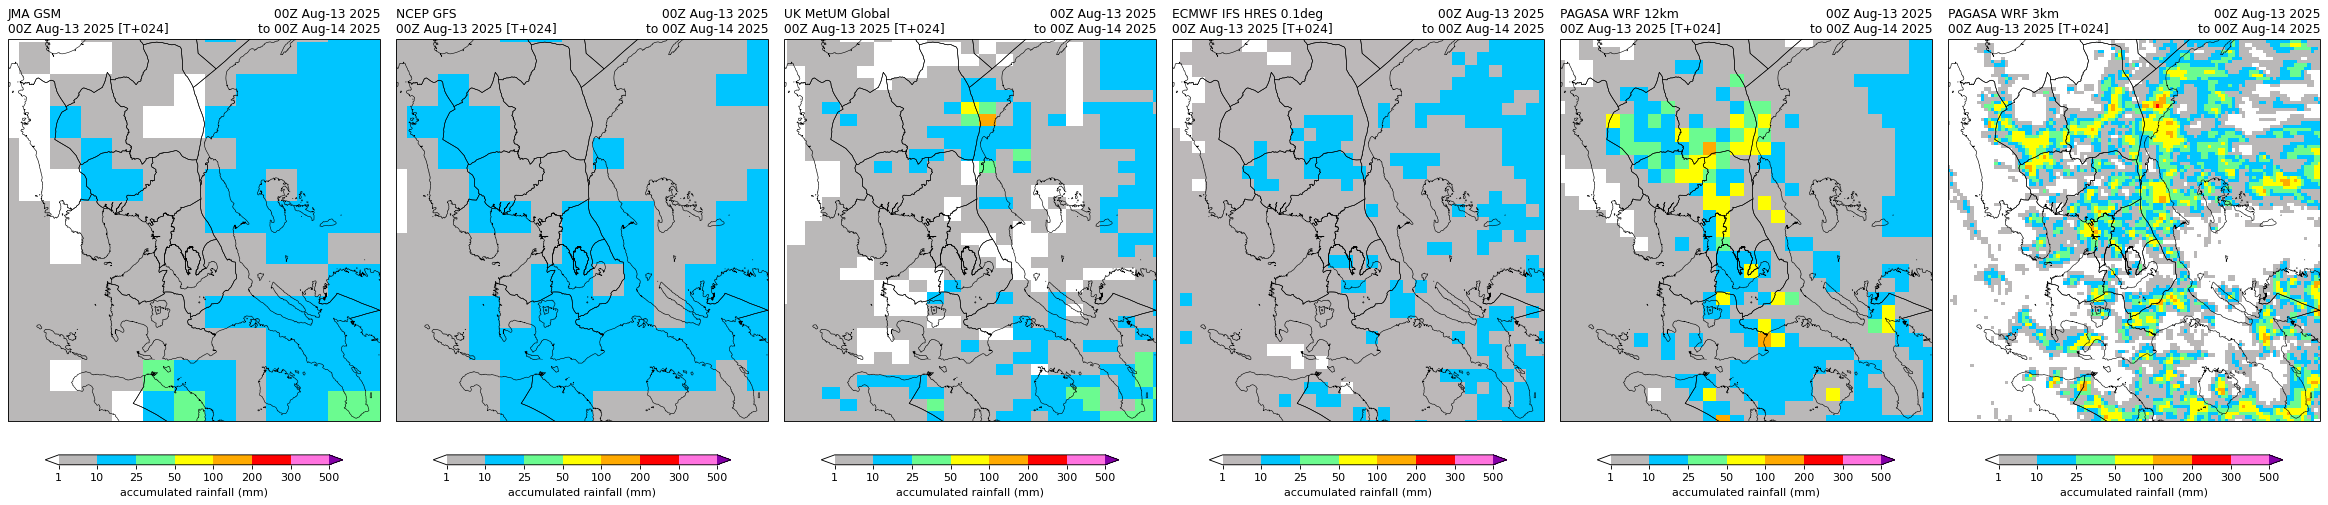 JMA GSM 00Z Aug-13 2025
00Z Aug-13 2025 [T+024] to 00Z Aug-14 2025
NCEP GFS 00Z Aug-13 2025
00Z Aug-13 2025 [T+024] to 00Z Aug-14 2025
UK MetUM Global 00Z Aug-13 2025
00Z Aug-13 2025 [T+024] to 00Z Aug-14 2025
ECMWF IFS HRES 0.1deg 00Z Aug-13 2025
00Z Aug-13 2025 [T+024] to 00Z Aug-14 2025
PAGASA WRF 12km 00Z Aug-13 2025
00Z Aug-13 2025 [T+024] to 00Z Aug-14 2025
PAGASA WRF 3km 00Z Aug-13 2025
00Z Aug-13 2025 [T+024] to 00Z Aug-14 2025
1 10 25 50 100 200 300 500
accumulated rainfall (mm)
1 10 25 50 100 200 300 500
accumulated rainfall (mm)
1 10 25 50 100 200 300 500
accumulated rainfall (mm)
1 10 25 50 100 200 300 500
accumulated rainfall (mm)
1 10 25 50 100 200 300 500
accumulated rainfall (mm)
1 10 25 50 100 200 300 500
accumulated rainfall (mm)